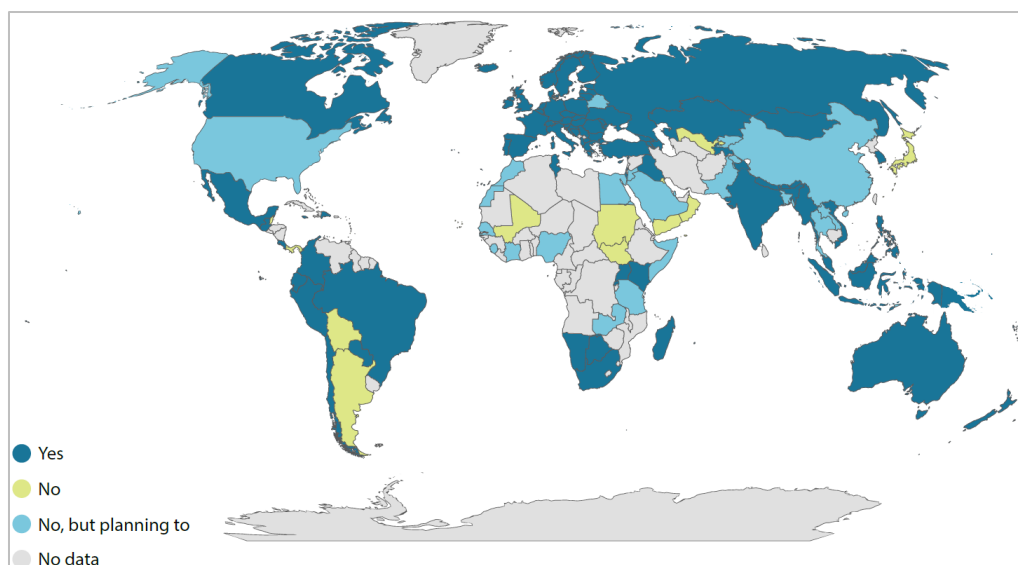 Yes
No
No, but planning to
No data